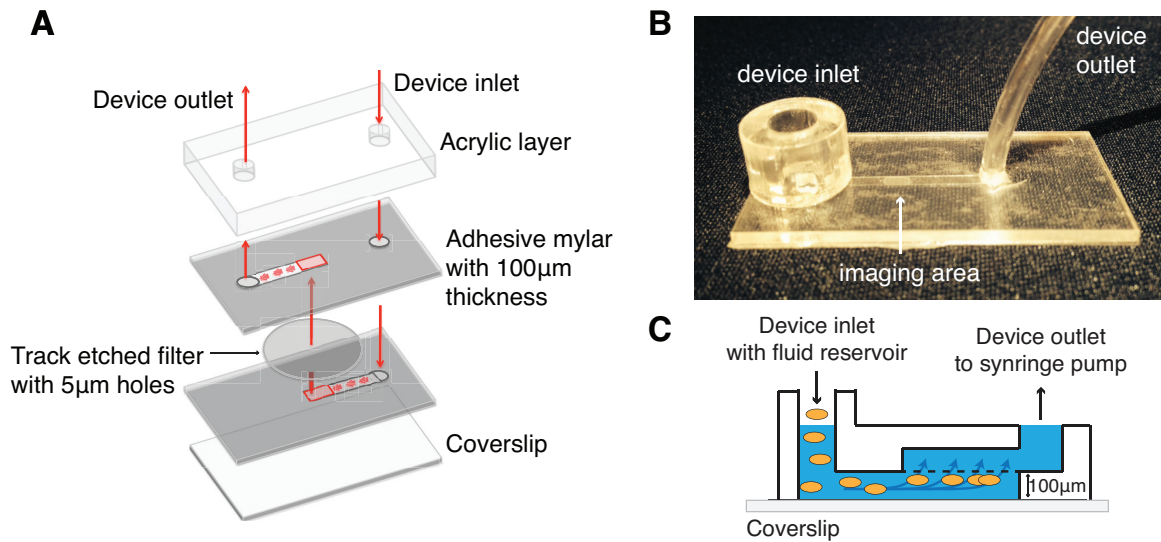 A
Device outlet
Device inlet
Acrylic layer
Adhesive mylar
with 100µm
thickness
Track etched filter
with 5µm holes
Coverslip
B
device inlet
device
outlet
imaging area
C
Device inlet
with fluid reservoir
Device outlet
to synringe pump
100µm
Coverslip